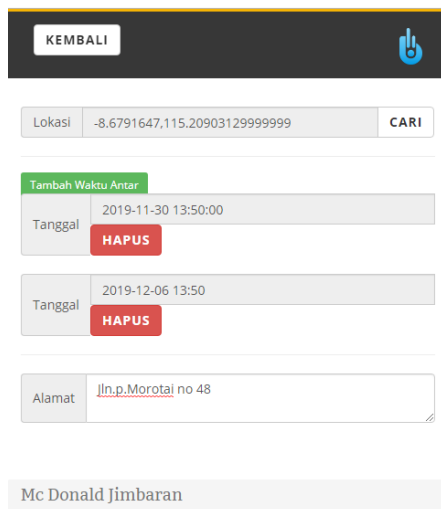 KEMBALI
Lokasi -8.6791647,115.20903129999999 CARI
Tambah Waktu Antar
Tanggal 2019-11-30 13:50:00
HAPUS
Tanggal 2019-12-06 13:50
HAPUS
Alamat Jln.p.Morotai no 48
Mc Donald Jimbaran